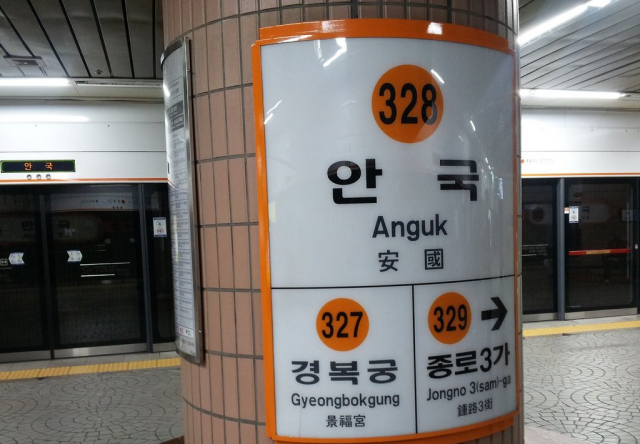 안 국
328
안 국
Anguk
安 國
327
경복궁
Gyeongbokgung
景福宮
329
종로3가
Jongno 3(sam)-ga
鍾路3街